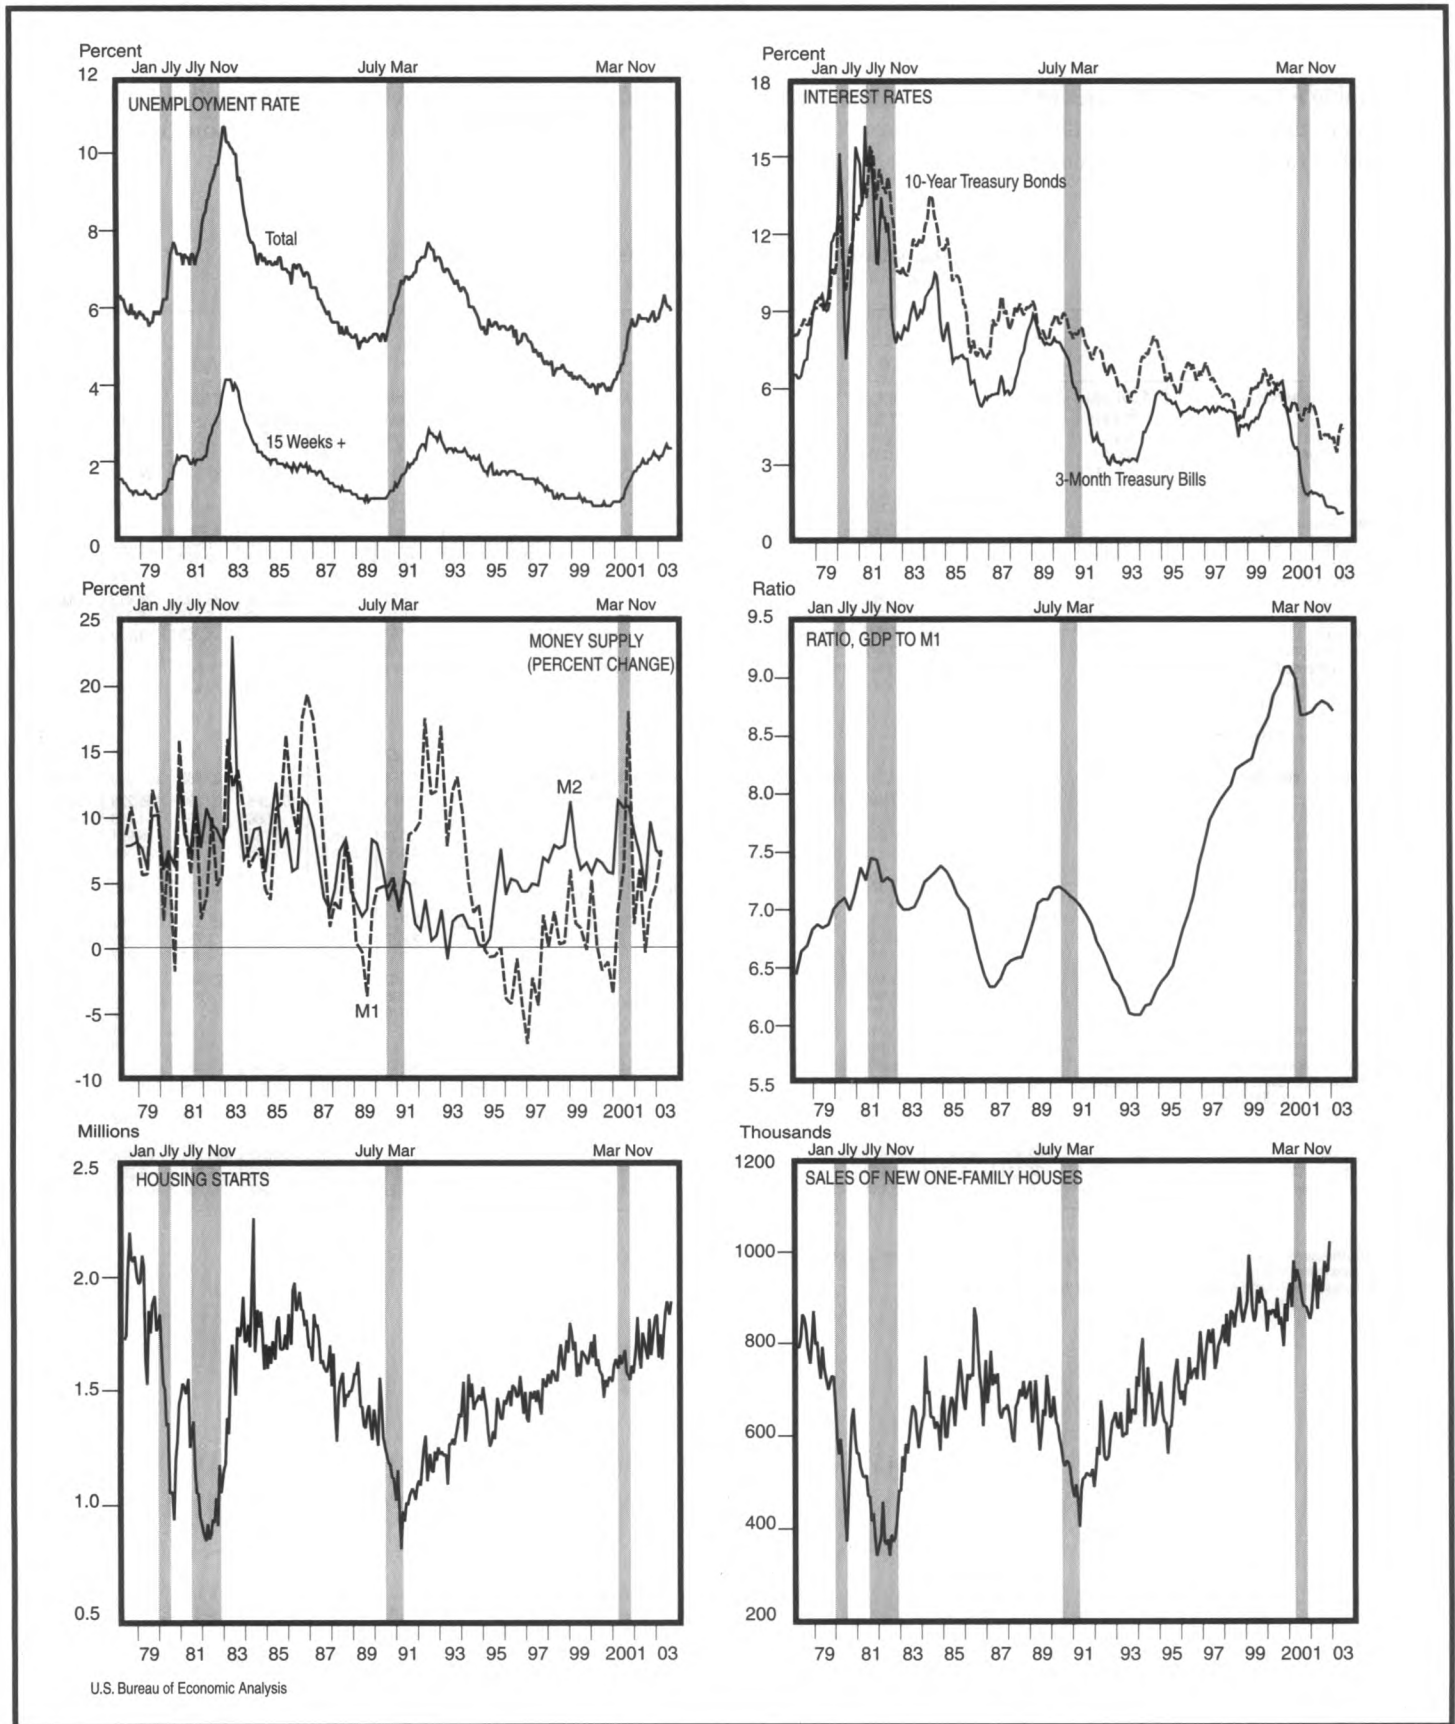 Percent
Jan Jly Jly Nov July Mar Mar Nov
12
UNEMPLOYMENT RATE
10
8
Total
6
4
15 Weeks +
2
0
79 81 83 85 87 89 91 93 95 97 99 2001 03
Percent
Jan Jly Jly Nov July Mar Mar Nov
18
INTEREST RATES
15
10-Year Treasury Bonds
12
9
6
3
3-Month Treasury Bills
0
79 81 83 85 87 89 91 93 95 97 99 2001 03
Percent
Jan Jly Jly Nov July Mar Mar Nov
25
MONEY SUPPLY
(PERCENT CHANGE)
20
15
M2
10
5
0
M1
-5
-10
79 81 83 85 87 89 91 93 95 97 99 2001 03
Ratio
Jan Jly Jly Nov July Mar Mar Nov
9.5
RATIO, GDP TO M1
9.0
8.5
8.0
7.5
7.0
6.5
6.0
5.5
79 81 83 85 87 89 91 93 95 97 99 2001 03
Millions
Jan Jly Jly Nov July Mar Mar Nov
2.5
HOUSING STARTS
2.0
1.5
1.0
0.5
79 81 83 85 87 89 91 93 95 97 99 2001 03
Thousands
Jan Jly Jly Nov July Mar Mar Nov
1200
SALES OF NEW ONE-FAMILY HOUSES
1000
800
600
400
200
79 81 83 85 87 89 91 93 95 97 99 2001 03
U.S. Bureau of Economic Analysis